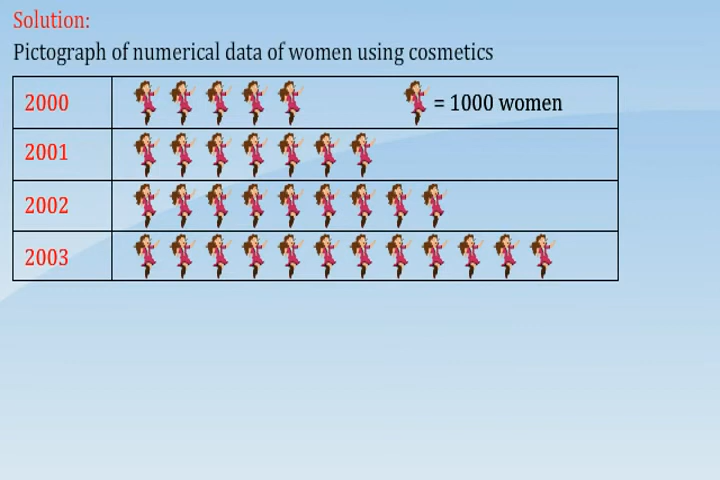 Solution:
Pictograph of numerical data of women using cosmetics
2000 = 1000 women
2001
2002
2003